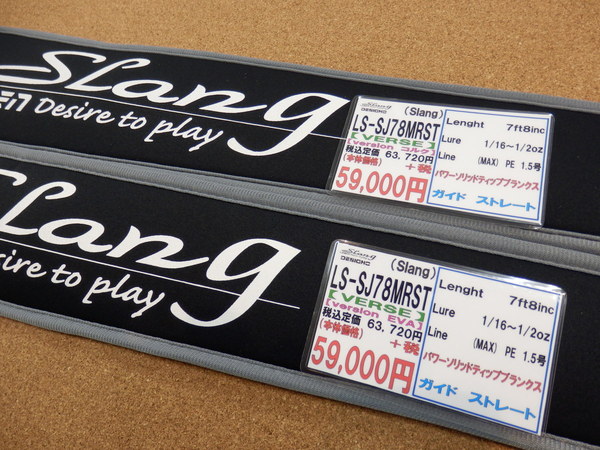 Slang
Desire to play
Slang
DESIGNO
(Slang)
LS-SJ78MRST
【VERSE】
【version コルク】
税込定価 63,720円
(本体価格) +税
59,000円
Lenght 7ft8inc
Lure 1/16~1/2oz
Line (MAX) PE 1.5号
パワーソリッドティップブランクス
ガイド ストレート
Slang
sire to play
Slang
DESIGNO
(Slang)
LS-SJ78MRST
【VERSE】
【version EVA】
税込定価 63,720円
(本体価格) +税
59,000円
Lenght 7ft8inc
Lure 1/16~1/2oz
Line (MAX) PE 1.5号
パワーソリッドティップブランクス
ガイド ストレート